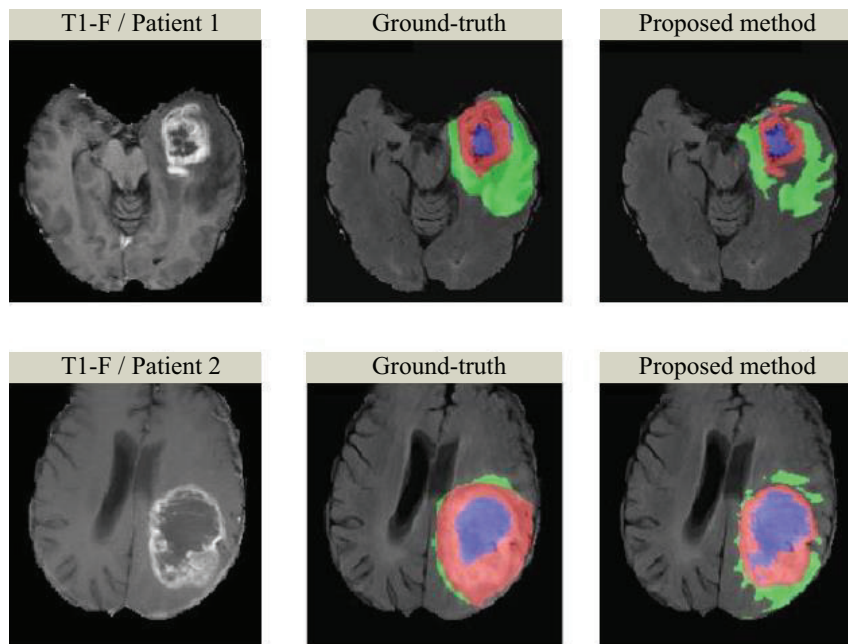 T1-F / Patient 1
Ground-truth
Proposed method
T1-F / Patient 2
Ground-truth
Proposed method